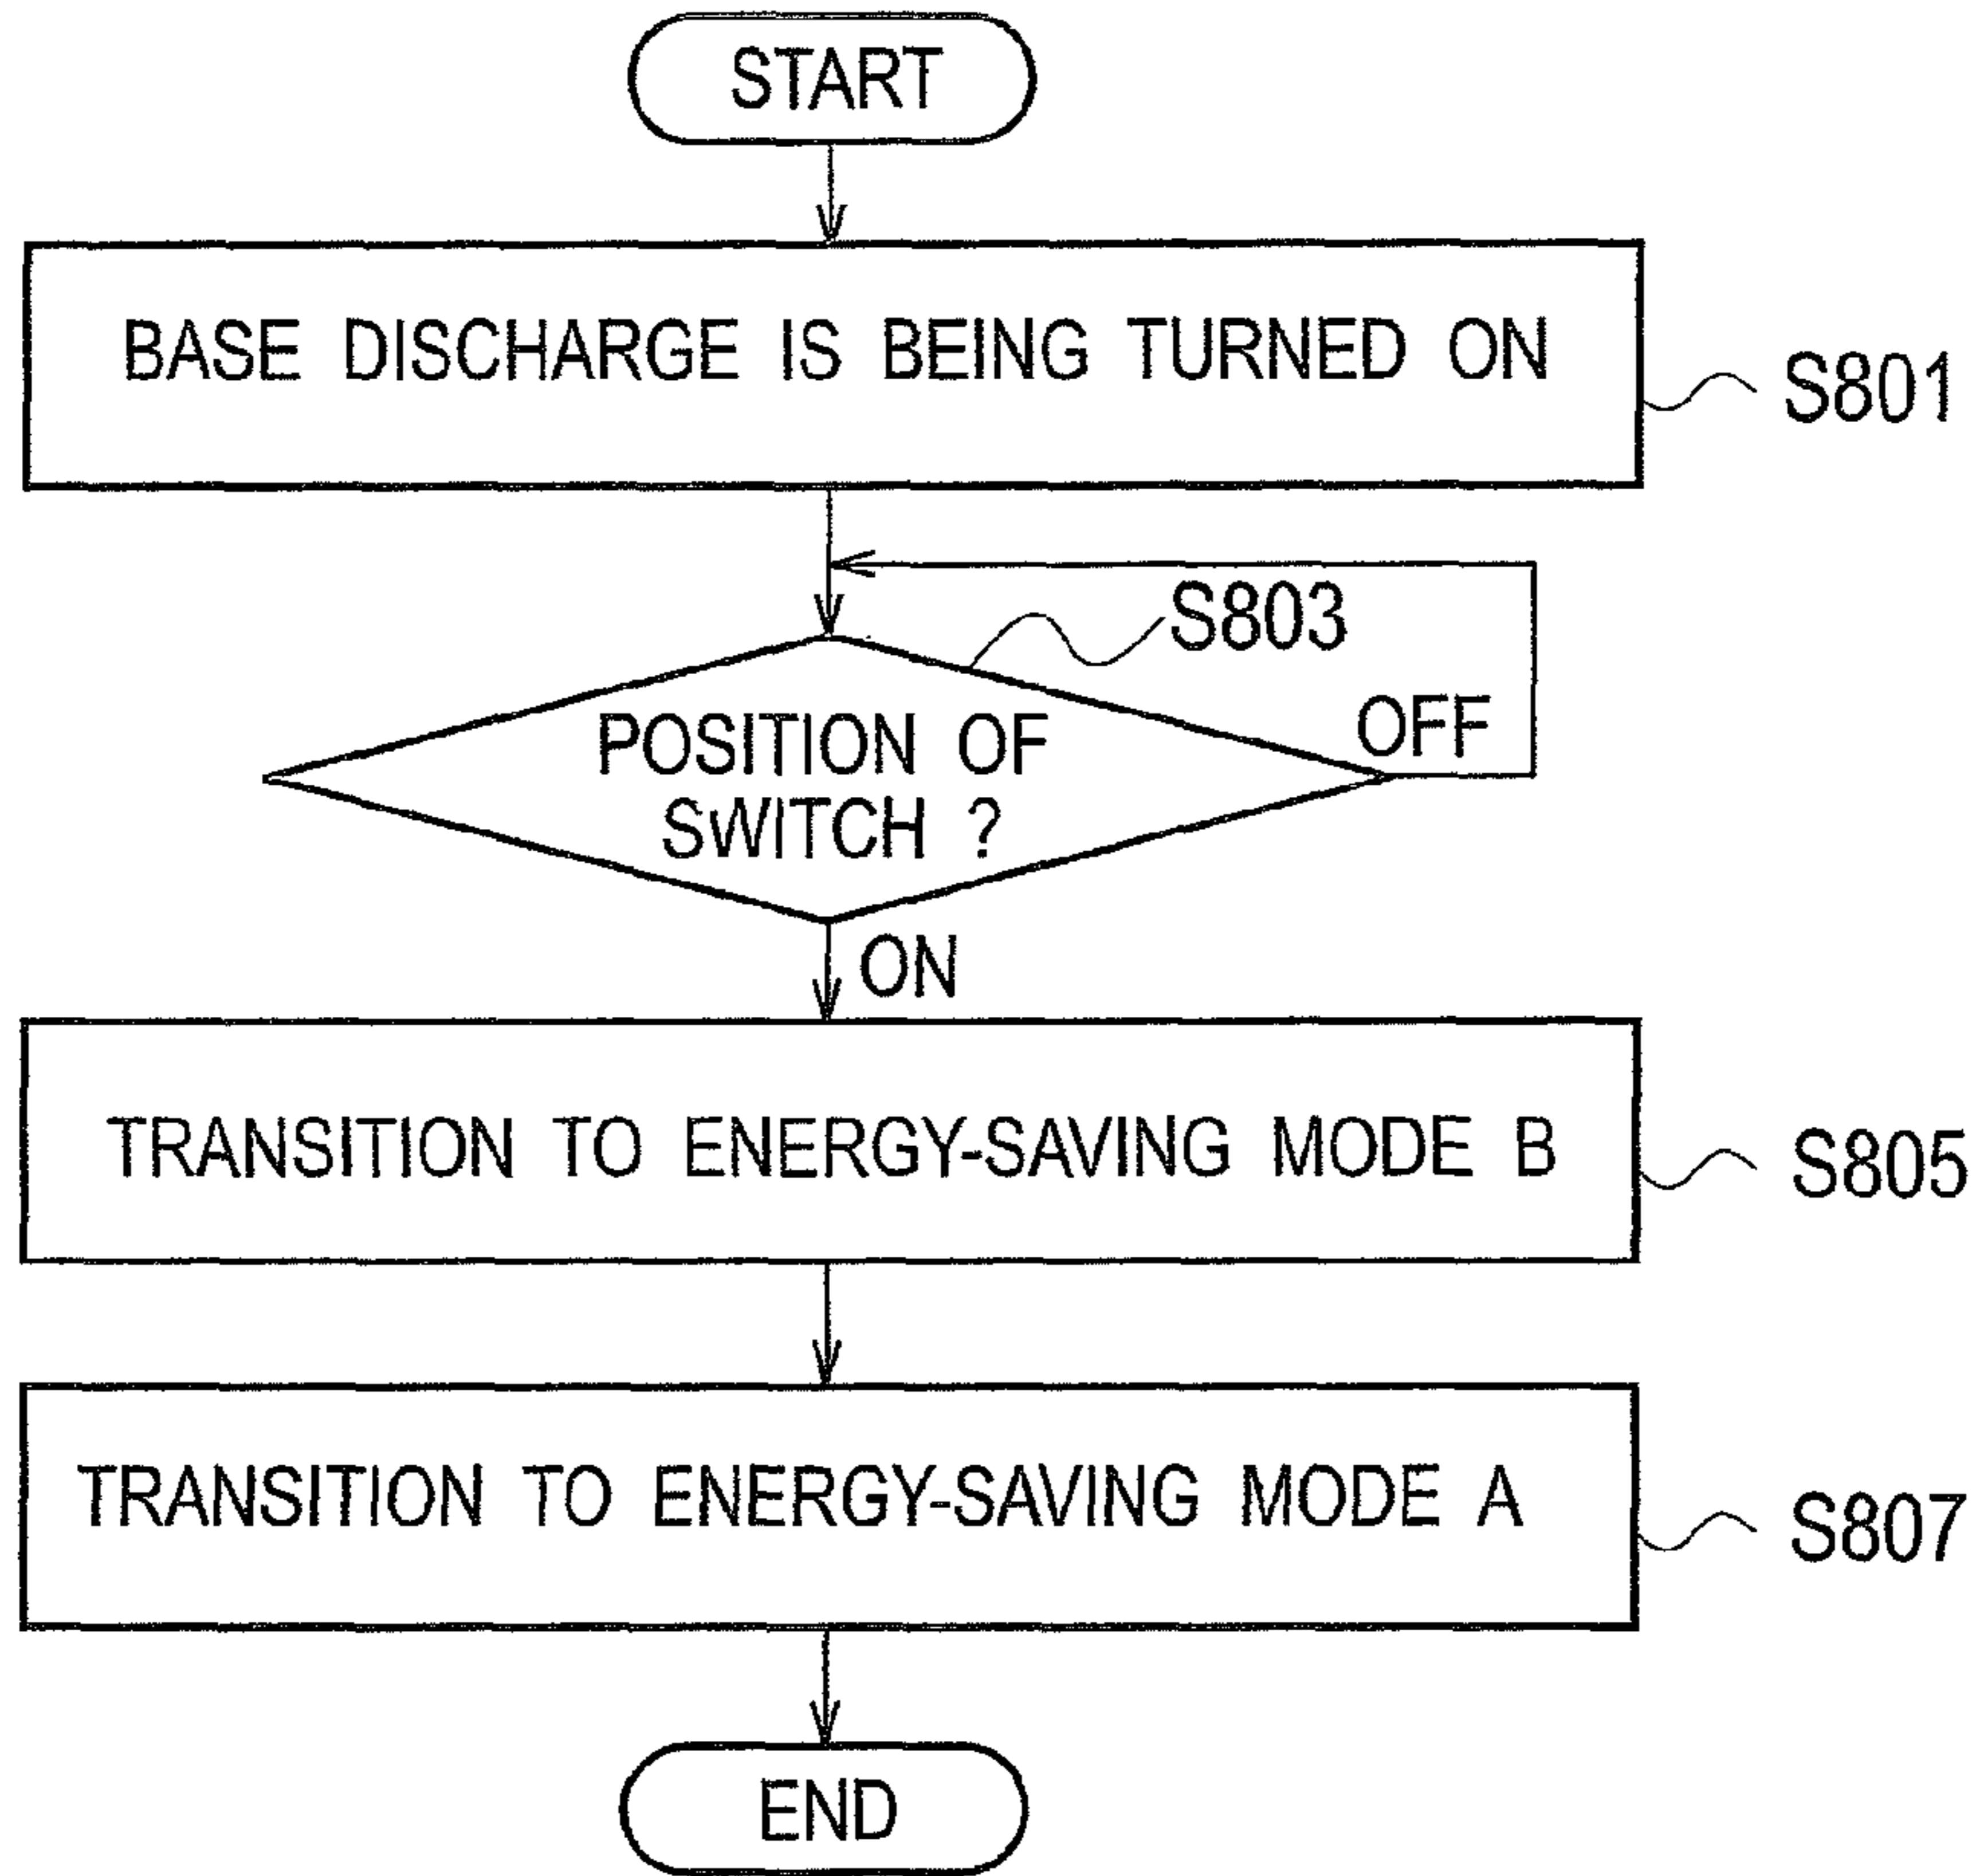 START
BASE DISCHARGE IS BEING TURNED ON
S801
S803
POSITION OF
SWITCH ?
OFF
ON
TRANSITION TO ENERGY-SAVING MODE B
S805
TRANSITION TO ENERGY-SAVING MODE A
S807
END